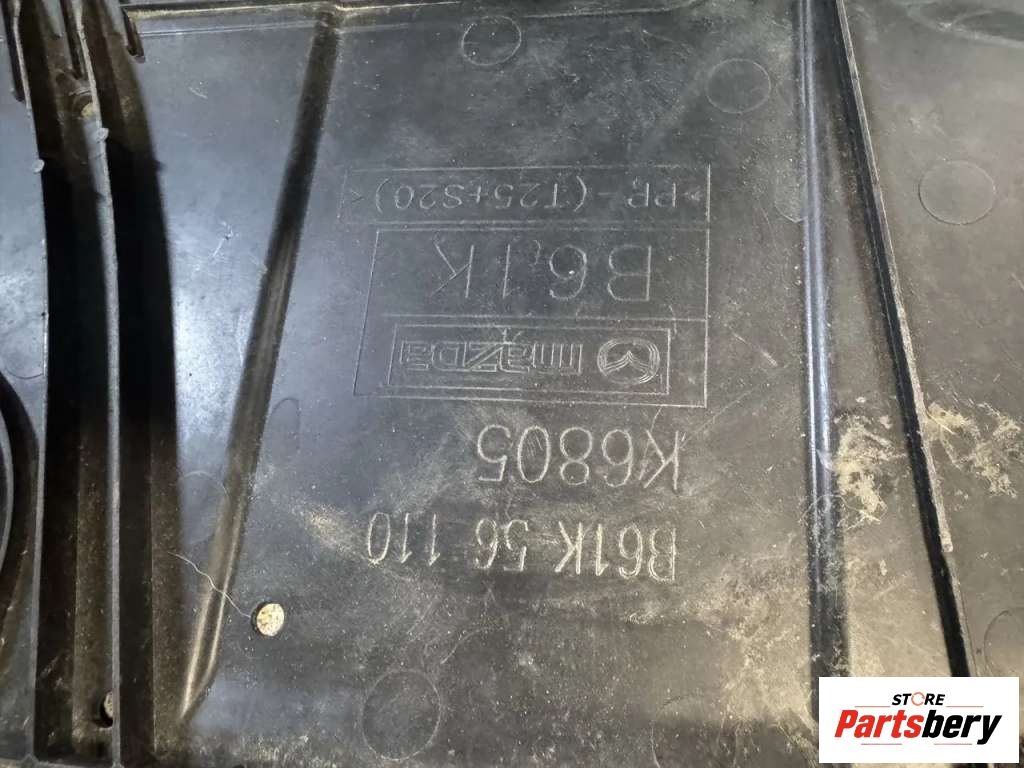 B61K 56 110
K6805
mazda
B61K
>PP-(T25+S20)<
STORE
Partsbery